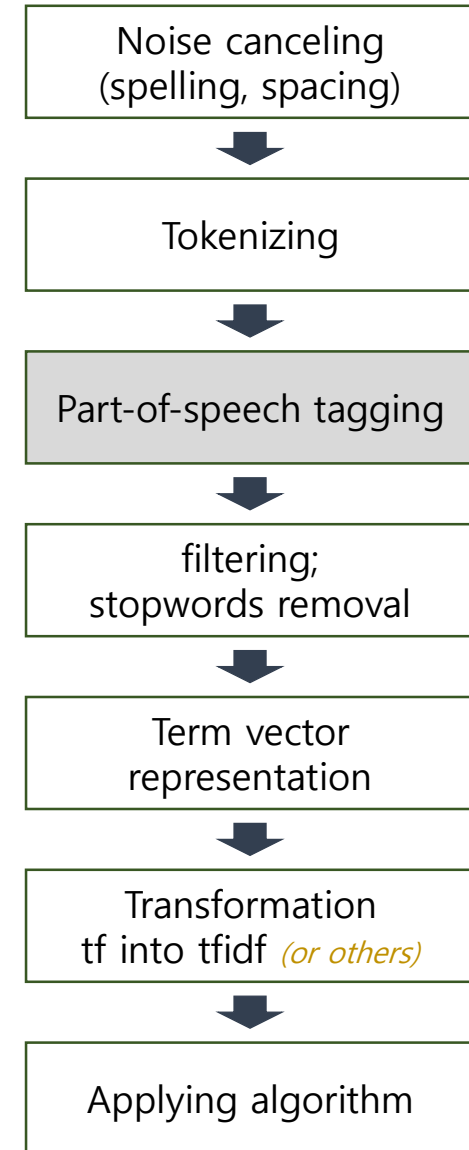 Noise canceling
(spelling, spacing)
Tokenizing
Part-of-speech tagging
filtering;
stopwords removal
Term vector
representation
Transformation
tf into tfidf (or others)
Applying algorithm